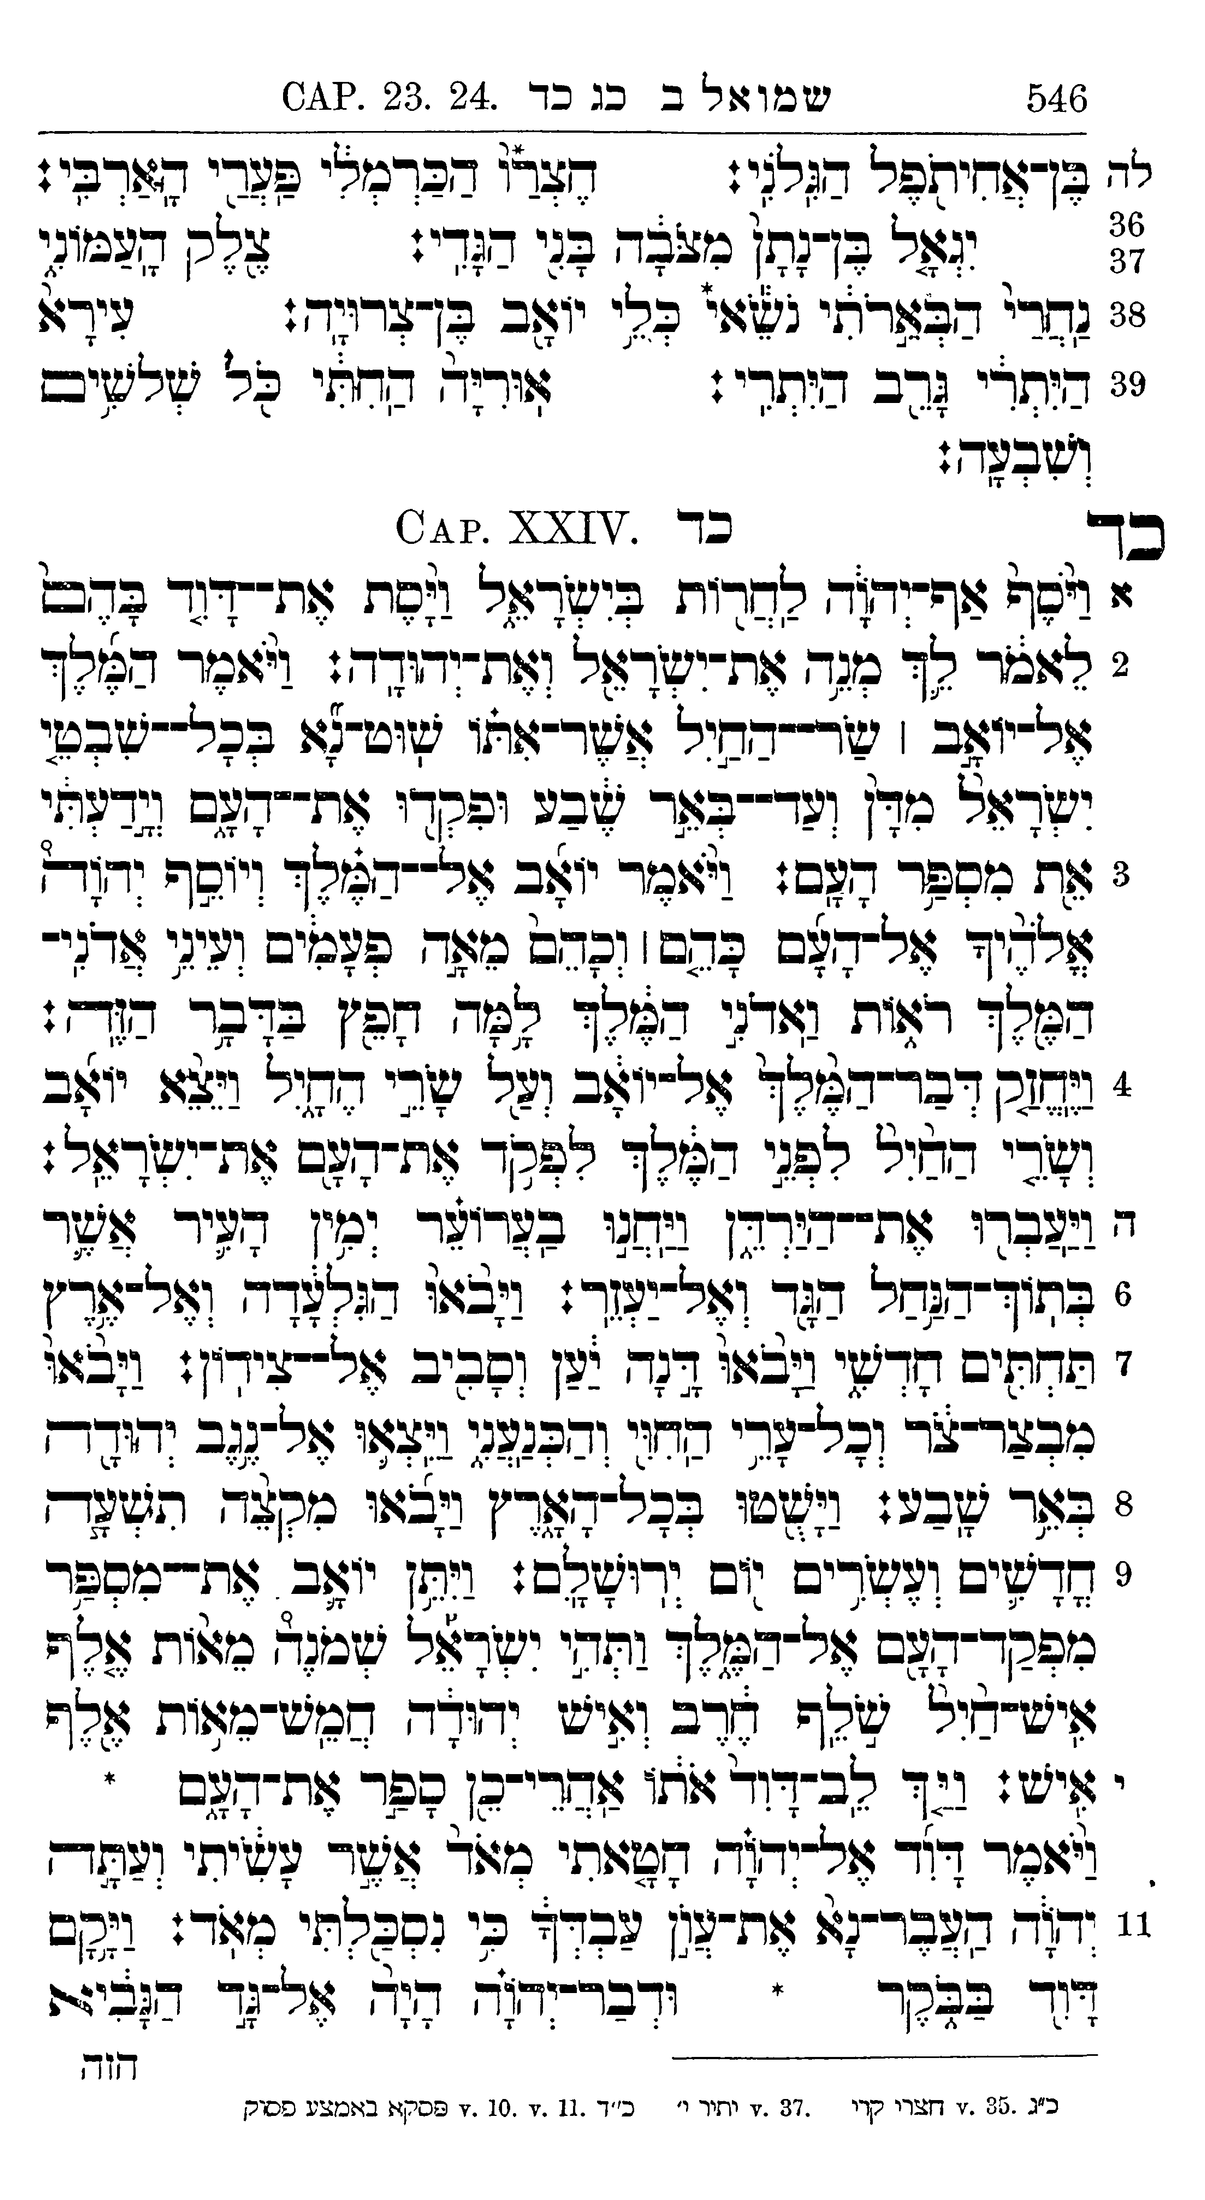 546 שמואל ב כג כד CAP. 23. 24.
לה בֶּן־אֲחִיתֹ֖פֶל הַגִּֽלֹנִֽי׃ חֶצְרַ֙וֹ֙ הַֽכַּרְמְלִ֔י פַּעֲרַ֖י הָאַרְבִּֽי׃
36 37 יִגְאָ֤ל בֶּן־נָתָן֙ מִצֹּבָ֔ה בָּנִ֖י הַגָּדִֽי׃ צֶ֖לֶק הָעַמּוֹנִ֑י
38 נַחֲרַי֙ הַבְּאֵ֣רֹתִ֔י נֹשְׂאֵ֕י כְּלֵ֖י יוֹאָ֥ב בֶּן־צְרוּיָֽה׃ עִירָא֙
39 הַיִּתְרִ֔י גָּרֵ֖ב הַיִּתְרִֽי׃ אֽוּרִיָּה֙ הַֽחִתִּ֔י כֹּ֖ל שְׁלֹשִׁ֥ים
וְשִׁבְעָֽה׃
כד כד CAP. XXIV.
א וַיֹּ֙סֶף֙ אַף־יְהוָ֔ה לַחֲר֖וֹת בְּיִשְׂרָאֵ֑ל וַיָּ֨סֶת אֶת־דָּוִ֤ד בָּהֶם֙
2 לֵאמֹ֔ר לֵ֛ךְ מְנֵ֥ה אֶת־יִשְׂרָאֵ֖ל וְאֶת־יְהוּדָֽה׃ וַיֹּ֨אמֶר הַמֶּ֜לֶךְ
אֶל־יוֹאָ֣ב ׀ שַׂר־הַחַ֣יִל אֲשֶׁר־אִתּ֗וֹ שֽׁוּט־נָ֞א בְּכָל־שִׁבְטֵ֤י
יִשְׂרָאֵל֙ מִדָּן֙ וְעַד־בְּאֵ֣ר שֶׁ֔בַע וּפִקְד֖וּ אֶת־הָעָ֑ם וְיָ֣דַעְתִּ֔י
3 אֵ֖ת מִסְפַּ֥ר הָעָֽם׃ וַיֹּ֨אמֶר יוֹאָ֜ב אֶל־הַמֶּ֗לֶךְ וְיוֹסֵ֣ף יְהוָה֩
אֱלֹהֶ֨יךָ אֶל־הָעָ֜ם כָּהֵ֤ם ׀ וְכָהֵם֙ מֵאָ֣ה פְעָמִ֔ים וְעֵינֵ֥י אֲדֹנִֽי־
הַמֶּ֖לֶךְ רֹא֑וֹת וַאדֹנִ֣י הַמֶּ֔לֶךְ לָ֥מָּה חָפֵ֖ץ בַּדָּבָ֥ר הַזֶּֽה׃
4 וַיֶּחֱזַ֤ק דְּבַר־הַמֶּ֙לֶךְ֙ אֶל־יוֹאָ֔ב וְעַ֖ל שָׂרֵ֣י הֶחָ֑יִל וַיֵּצֵ֨א יוֹאָ֜ב
וְשָׂרֵ֤י הַחַ֙יִל֙ לִפְנֵ֣י הַמֶּ֔לֶךְ לִפְקֹ֥ד אֶת־הָעָ֖ם אֶת־יִשְׂרָאֵֽל׃
ה וַיַּעַבְר֖וּ אֶת־הַיַּרְדֵּ֑ן וַיַּחֲנ֣וּ בַעֲרוֹעֵ֗ר יְמִ֥ין הָעִ֛יר אֲשֶׁ֥ר
6 בְּתֽוֹךְ־הַנַּ֖חַל הַגָּ֥ד וְאֶל־יַעְזֵֽר׃ וַיָּבֹ֙אוּ֙ הַגִּלְעָ֔דָה וְאֶל־אֶ֥רֶץ
7 תַּחְתִּ֖ים חָדְשִׁ֑י וַיָּבֹ֙אוּ֙ דָּ֣נָה יַּ֔עַן וְסָבִ֖יב אֶל־צִידֽוֹן׃ וַיָּבֹ֙אוּ֙
מִבְצַר־צֹ֔ר וְכָל־עָרֵ֥י הַחִוִּ֖י וְהַֽכְּנַעֲנִ֑י וַיֵּֽצְא֛וּ אֶל־נֶ֥גֶב יְהוּדָ֖ה
8 בְּאֵ֥ר שָֽׁבַע׃ וַיָּשֻׁ֖טוּ בְּכָל־הָאָ֑רֶץ וַיָּבֹ֜אוּ מִקְצֵ֨ה תִשְׁעָ֧ה
9 חֳדָשִׁ֛ים וְעֶשְׂרִ֥ים י֖וֹם יְרוּשָׁלִָֽם׃ וַיִּתֵּ֥ן יוֹאָ֛ב אֶת־מִסְפַּ֥ר
מִפְקַד־הָעָ֖ם אֶל־הַמֶּ֑לֶךְ וַתְּהִ֣י יִשְׂרָאֵ֡ל שְׁמֹנֶה֩ מֵא֨וֹת אֶ֤לֶף
אִֽישׁ־חַ֙יִל֙ שֹׁ֣לֵֽף חֶ֔רֶב וְאִ֣ישׁ יְהוּדָ֔ה חֲמֵשׁ־מֵא֥וֹת אֶ֖לֶף
י אִֽישׁ׃ וַיַּ֤ךְ לֵב־דָּוִד֙ אֹת֔וֹ אַחֲרֵי־כֵ֖ן סָפַ֣ר אֶת־הָעָ֑ם *
וַיֹּ֨אמֶר דָּוִ֜ד אֶל־יְהוָ֗ה חָטָ֤אתִי מְאֹד֙ אֲשֶׁ֣ר עָשִׂ֔יתִי וְעַתָּ֣ה
11 יְהוָ֔ה הַֽעֲבֶר־נָא֙ אֶת־עֲוֺ֣ן עַבְדְּךָ֔ כִּ֥י נִסְכַּ֖לְתִּי מְאֹֽד׃ וַיָּ֥קָם
דָּוִ֖ד בַּבֹּ֑קֶר * וּדְבַר־יְהוָ֗ה הָיָה֙ אֶל־גָּ֣ד הַנָּבִ֔יא
הזה
כ״ג v. 35. חצרי קרי v. 37. יתיר י׳ כ״ד v. 10. v. 11. פסקא באמצע פסוק